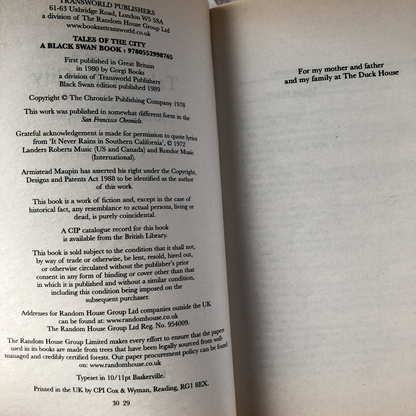 TRANSWORLD PUBLISHERS
61-63 Uxbridge Road, London W5 5SA
a division of The Random House Group Ltd
www.booksattransworld.co.uk
TALES OF THE CITY
A BLACK SWAN BOOK : 9780552998765
First published in Great Britain
in 1980 by Corgi Books
a division of Transworld Publishers
Black Swan edition published 1989
Copyright © The Chronicle Publishing Company 1978
This work was published in somewhat different form in the
San Francisco Chronicle.
Grateful acknowledgement is made for permission to quote lyrics
from 'It Never Rains in Southern California', © 1972
Landers Roberts Music (US and Canada) and Rondor Music
(International).
Armistead Maupin has asserted his right under the Copyright,
Designs and Patents Act 1988 to be identified as the author
of this work.
This book is a work of fiction and, except in the case of
historical fact, any resemblance to actual persons, living or
dead, is purely coincidental.
A CIP catalogue record for this book
is available from the British Library.
This book is sold subject to the condition that it shall not,
by way of trade or otherwise, be lent, resold, hired out,
or otherwise circulated without the publisher's prior
consent in any form of binding or cover other than that
in which it is published and without a similar condition,
including this condition being imposed on the
subsequent purchaser.
Addresses for Random House Group Ltd companies outside the UK
can be found at: www.randomhouse.co.uk
The Random House Group Ltd Reg. No. 954009.
The Random House Group Limited makes every effort to ensure that the papers
used in its books are made from trees that have been legally sourced from well-
managed and credibly certified forests. Our paper procurement policy can be found
on: www.randomhouse.co.uk
Typeset in 10/11pt Baskerville.
Printed in the UK by CPI Cox & Wyman, Reading, RG1 8EX.
30 29
For my mother and father
and my family at The Duck House